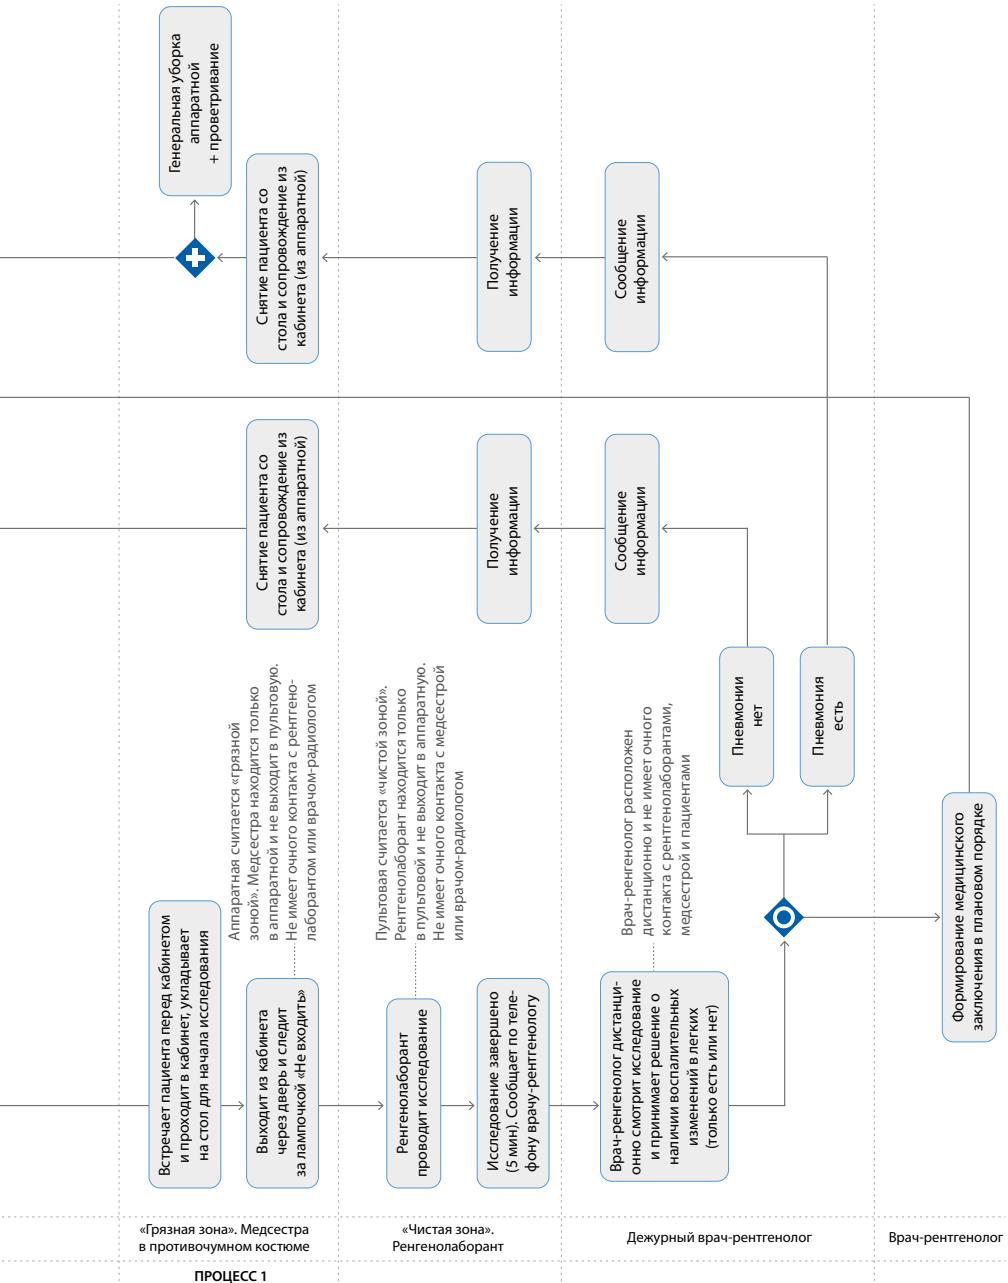 Генеральная уборка
аппаратной
+ проветривание
Снятие пациента со
стола и сопровождение из
кабинета (из аппаратной)
Получение
информации
Сообщение
информации
Снятие пациента со
стола и сопровождение из
кабинета (из аппаратной)
Получение
информации
Сообщение
информации
Аппаратная считается «грязной
зоной». Медсестра находится только
в аппаратной и не выходит в пультовую.
Не имеет очного контакта с рентгено-
лаборантом или врачом-радиологом
Пультовая считается «чистой зоной».
Рентгенолаборант находится только
в пультовой и не выходит в аппаратную.
Не имеет очного контакта с медсестрой
или врачом-радиологом
Врач-ренгенолог расположен
дистанционно и не имеет очного
контакта с рентгенолаборантами,
медсестрой и пациентами
Пневмонии
нет
Пневмония
есть
Встречает пациента перед кабинетом
и проходит в кабинет, укладывает
на стол для начала исследования
Выходит из кабинета
через дверь и следит
за лампочкой «Не входить»
Ренгенолаборант
проводит исследование
Исследование завершено
(5 мин). Сообщает по теле-
фону врачу-рентгенологу
Врач-ренгенолог дистанци-
онно смотрит исследование
и принимает решение о
наличии воспалительных
изменений в легких
(только есть или нет)
Формирование медицинского
заключения в плановом порядке
«Грязная зона». Медсестра
в противочумном костюме
«Чистая зона».
Ренгенолаборант
Дежурный врач-рентгенолог
Врач-рентгенолог
ПРОЦЕСС 1